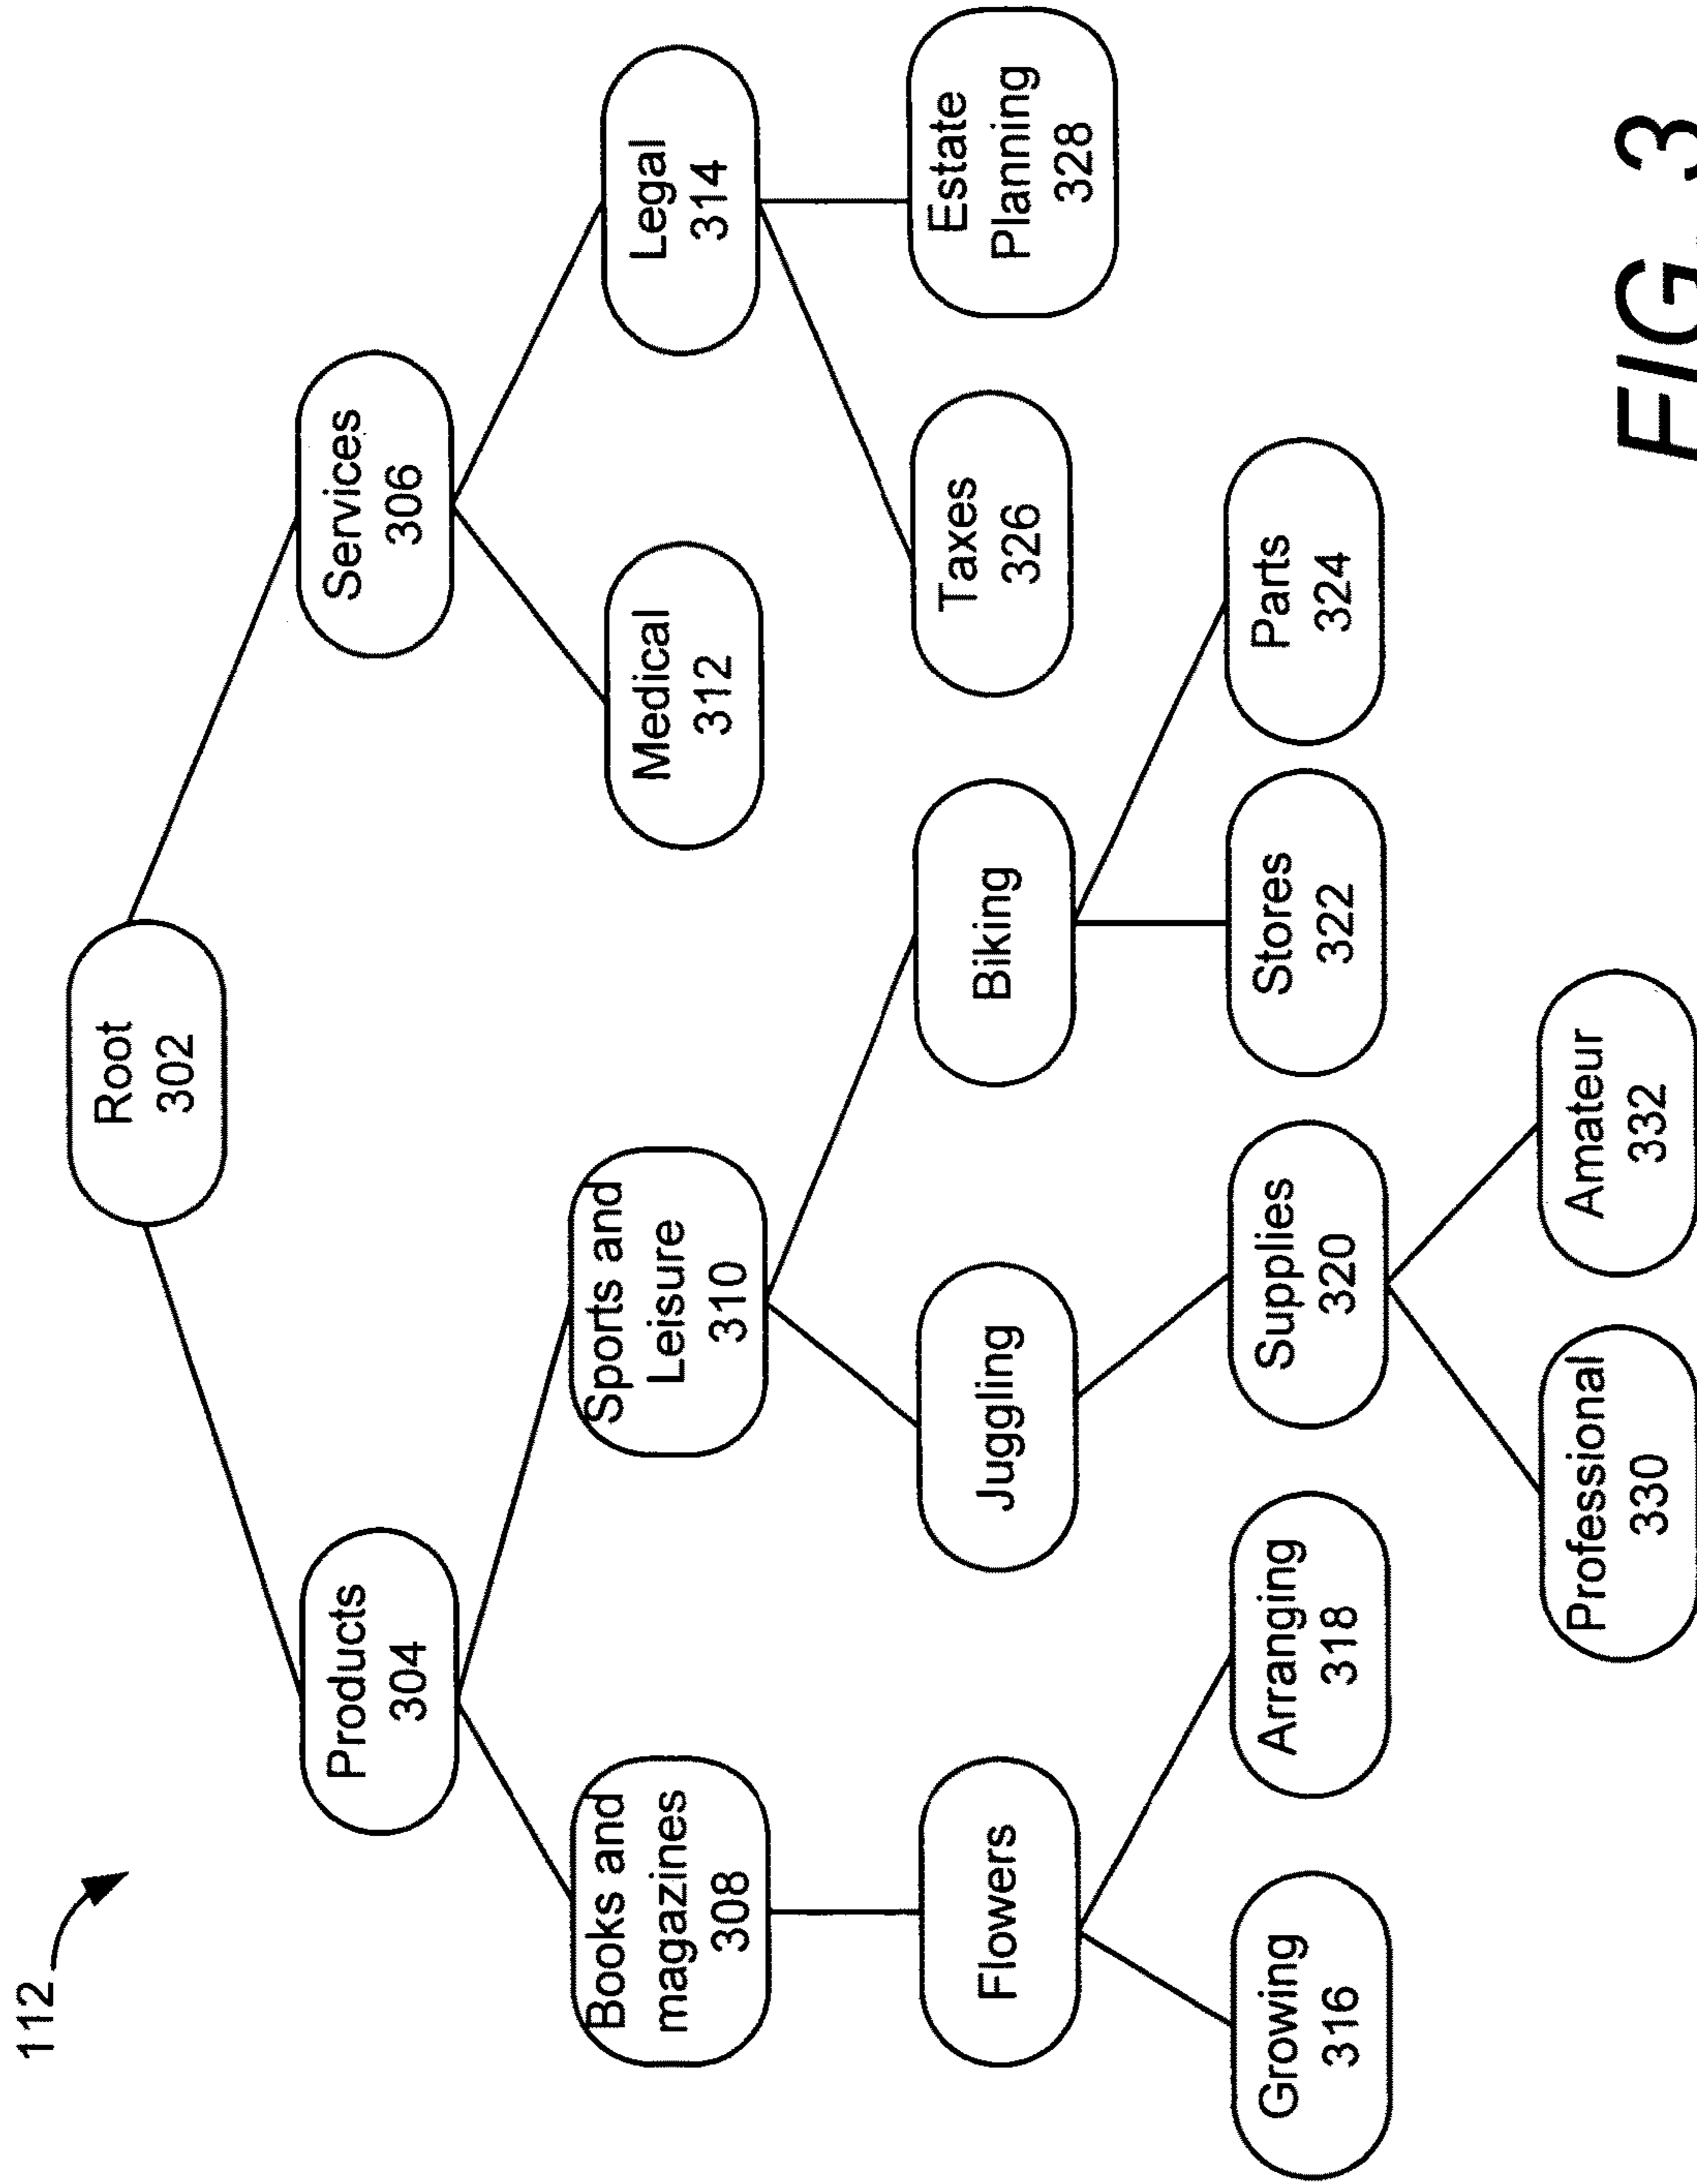 112
Root
302
Products
304
Services
306
Books and
magazines
308
Sports and
Leisure
310
Medical
312
Legal
314
Flowers
Juggling
Biking
Taxes
326
Estate
Planning
328
Growing
316
Arranging
318
Supplies
320
Stores
322
Parts
324
Professional
330
Amateur
332
FIG. 3